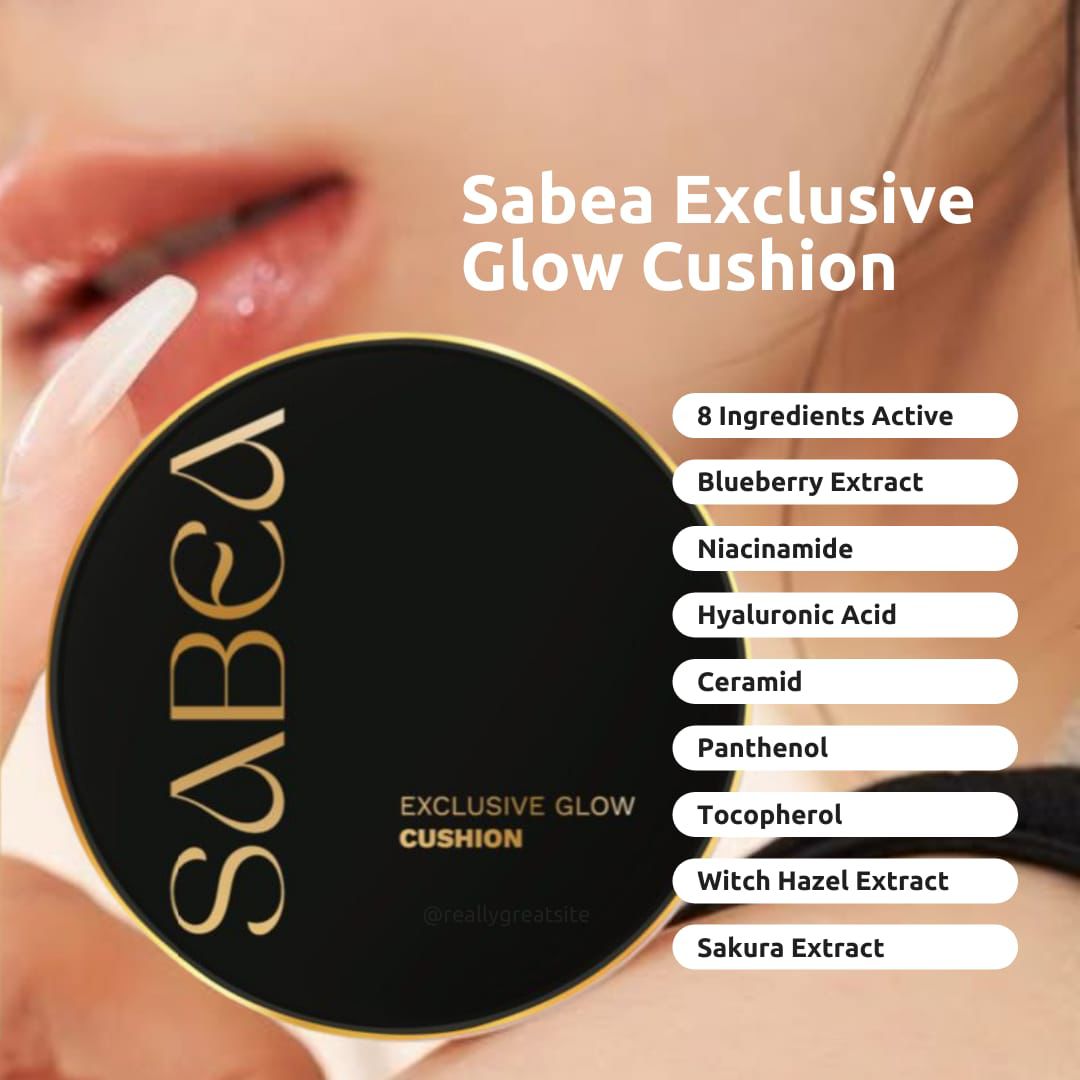 Sabea Exclusive
Glow Cushion
8 Ingredients Active
Blueberry Extract
Niacinamide
Hyaluronic Acid
Ceramid
Panthenol
Tocopherol
Witch Hazel Extract
Sakura Extract
SABEA
EXCLUSIVE GLOW
CUSHION
@reallygreatsite